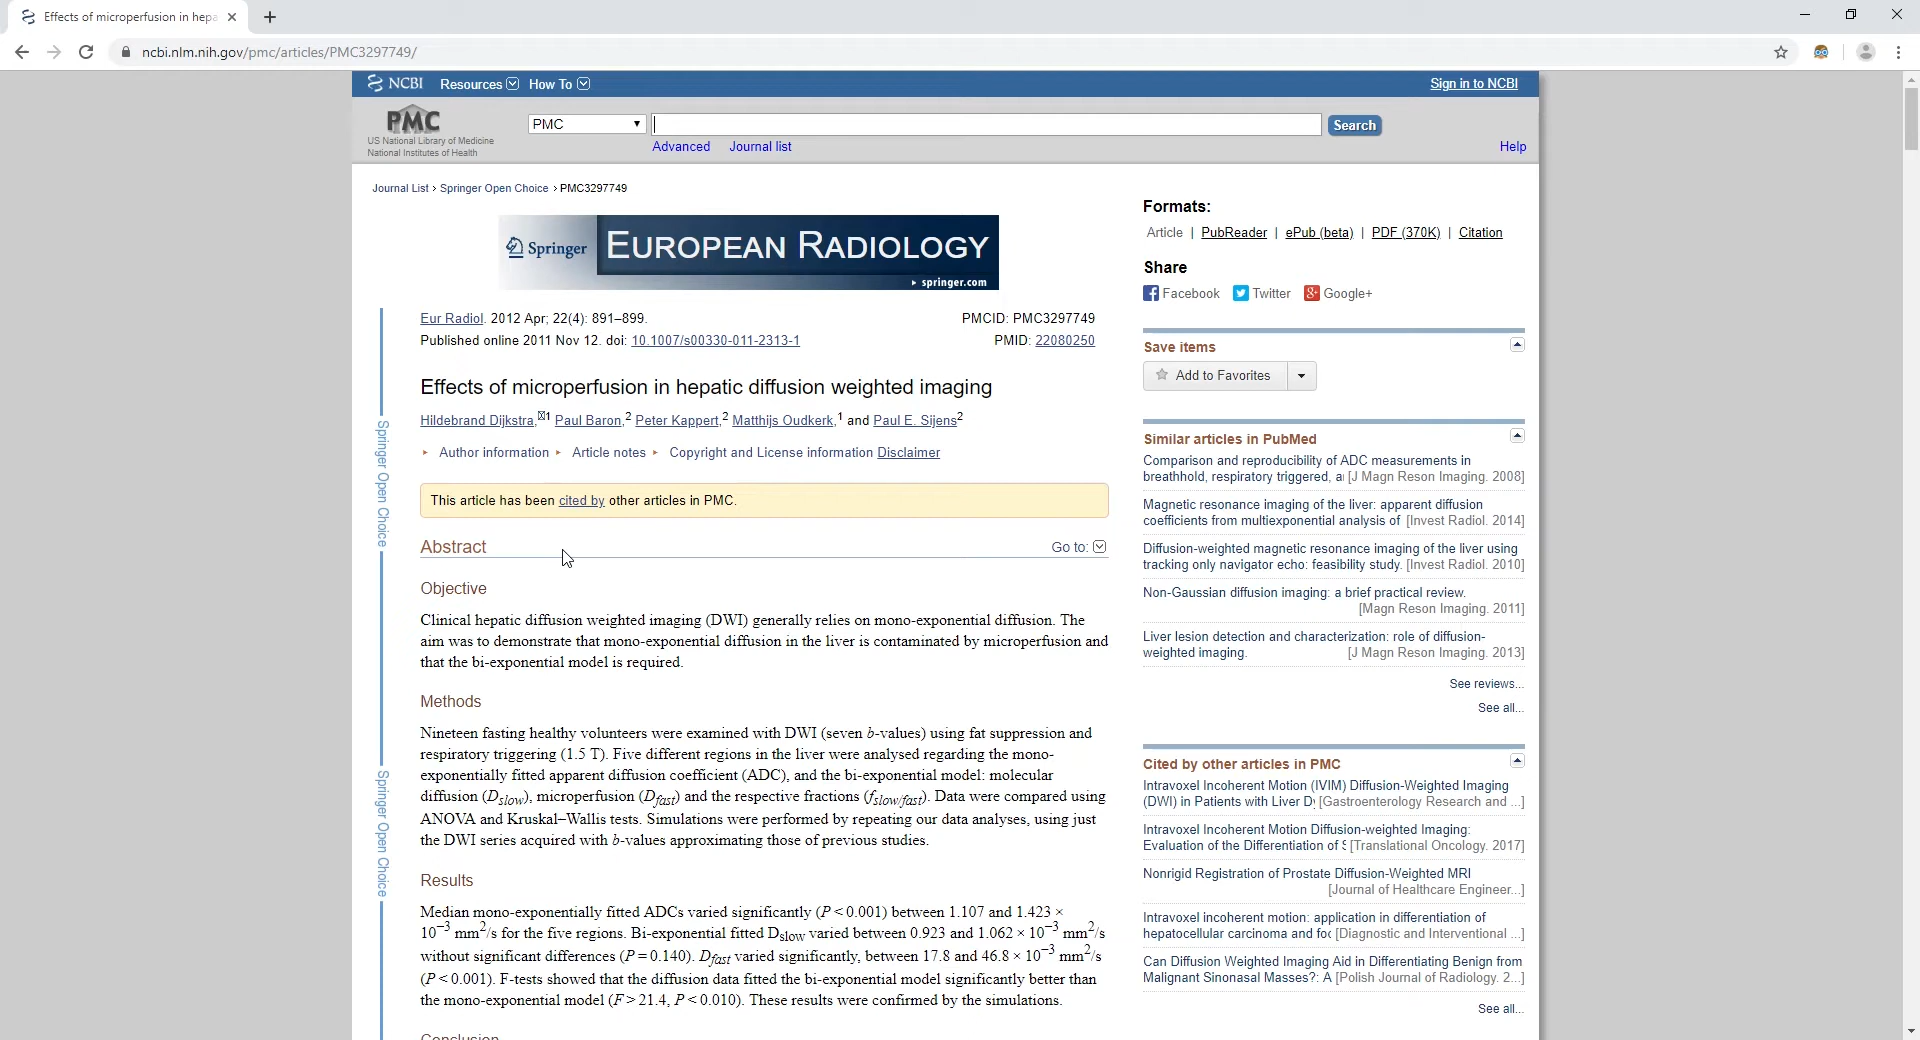 Effects of microperfusion in hepa
ncbi.nlm.nih.gov/pmc/articles/PMC3297749/
NCBI Resources How To Sign in to NCBI
PMC
US National Library of Medicine
National Institutes of Health
PMC Search
Advanced Journal list Help
Journal List > Springer Open Choice > PMC3297749
Springer EUROPEAN RADIOLOGY
springer.com
Eur Radiol. 2012 Apr; 22(4): 891–899. PMCID: PMC3297749
Published online 2011 Nov 12. doi: 10.1007/s00330-011-2313-1 PMID: 22080250
Effects of microperfusion in hepatic diffusion weighted imaging
Hildebrand Dijkstra,1 Paul Baron,2 Peter Kappert,2 Matthijs Oudkerk,1 and Paul E. Sijens2
Author information Article notes Copyright and License information Disclaimer
This article has been cited by other articles in PMC.
Abstract Go to:
Objective
Clinical hepatic diffusion weighted imaging (DWI) generally relies on mono-exponential diffusion. The
aim was to demonstrate that mono-exponential diffusion in the liver is contaminated by microperfusion and
that the bi-exponential model is required.
Methods
Nineteen fasting healthy volunteers were examined with DWI (seven b-values) using fat suppression and
respiratory triggering (1.5 T). Five different regions in the liver were analysed regarding the mono-
exponentially fitted apparent diffusion coefficient (ADC), and the bi-exponential model: molecular
diffusion (Dslow), microperfusion (Dfast) and the respective fractions (fslow/fast). Data were compared using
ANOVA and Kruskal–Wallis tests. Simulations were performed by repeating our data analyses, using just
the DWI series acquired with b-values approximating those of previous studies.
Results
Median mono-exponentially fitted ADCs varied significantly (P < 0.001) between 1.107 and 1.423 ×
10−3 mm2/s for the five regions. Bi-exponential fitted Dslow varied between 0.923 and 1.062 × 10−3 mm2/s
without significant differences (P = 0.140). Dfast varied significantly, between 17.8 and 46.8 × 10−3 mm2/s
(P < 0.001). F-tests showed that the diffusion data fitted the bi-exponential model significantly better than
the mono-exponential model (F > 21.4, P < 0.010). These results were confirmed by the simulations.
Conclusion
Springer Open Choice
Springer Open Choice
Formats:
Article | PubReader | ePub (beta) | PDF (370K) | Citation
Share
Facebook Twitter Google+
Save items
Add to Favorites
Similar articles in PubMed
Comparison and reproducibility of ADC measurements in
breathhold, respiratory triggered, a [J Magn Reson Imaging. 2008]
Magnetic resonance imaging of the liver: apparent diffusion
coefficients from multiexponential analysis of [Invest Radiol. 2014]
Diffusion-weighted magnetic resonance imaging of the liver using
tracking only navigator echo: feasibility study. [Invest Radiol. 2010]
Non-Gaussian diffusion imaging: a brief practical review.
[Magn Reson Imaging. 2011]
Liver lesion detection and characterization: role of diffusion-
weighted imaging. [J Magn Reson Imaging. 2013]
See reviews...
See all...
Cited by other articles in PMC
Intravoxel Incoherent Motion (IVIM) Diffusion-Weighted Imaging
(DWI) in Patients with Liver Dy [Gastroenterology Research and ...]
Intravoxel Incoherent Motion Diffusion-weighted Imaging:
Evaluation of the Differentiation of S [Translational Oncology. 2017]
Nonrigid Registration of Prostate Diffusion-Weighted MRI
[Journal of Healthcare Engineer...]
Intravoxel incoherent motion: application in differentiation of
hepatocellular carcinoma and foc [Diagnostic and Interventional ...]
Can Diffusion Weighted Imaging Aid in Differentiating Benign from
Malignant Sinonasal Masses?: A [Polish Journal of Radiology. 2...]
See all...